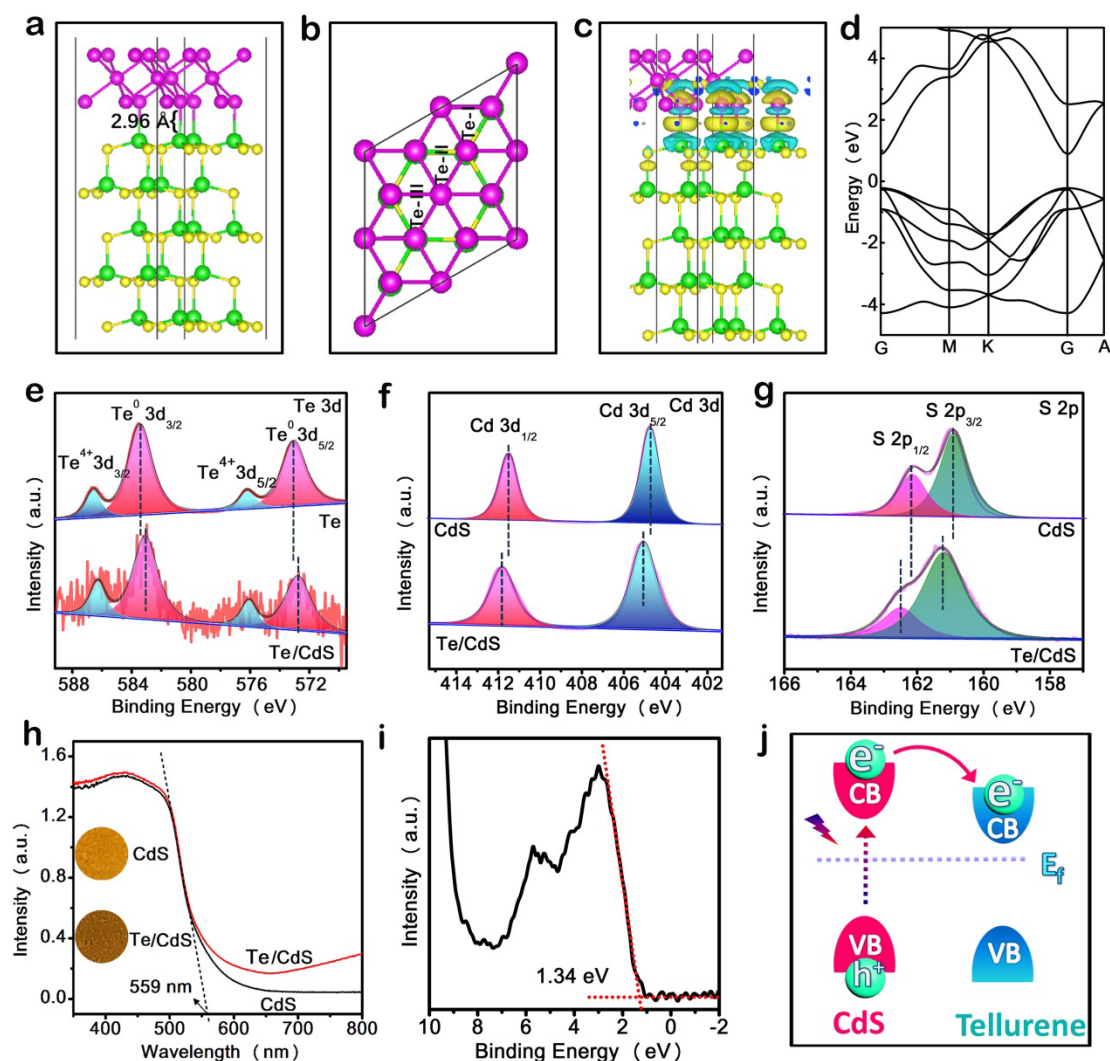 a
2.96 Å{
b
Te-I
Te-II
Te-III
c
d
Energy (eV)
4
2
0
-2
-4
G M K G A
e
Te 3d
Te⁰ 3d₃/₂
Te⁰ 3d₅/₂
Te⁴⁺3d₃/₂
Te⁴⁺3d₅/₂
Te
Te/CdS
Intensity (a.u.)
588 584 580 576 572
Binding Energy (eV)
f
Cd 3d₁/₂
Cd 3d₅/₂
Cd 3d
CdS
Te/CdS
Intensity (a.u.)
414 412 410 408 406 404 402
Binding Energy (eV)
g
S 2p₃/₂
S 2p
S 2p₁/₂
CdS
Te/CdS
Intensity (a.u.)
166 164 162 160 158
Binding Energy (eV)
h
Intensity (a.u.)
1.6
1.2
0.8
0.4
0.0
CdS
Te/CdS
559 nm
Te/CdS
CdS
400 500 600 700 800
Wavelength (nm)
i
Intensity (a.u.)
1.34 eV
10 8 6 4 2 0 -2
Binding Energy (eV)
j
e⁻
CB
e⁻
CB
E_f
VB
h⁺
VB
CdS
Tellurene